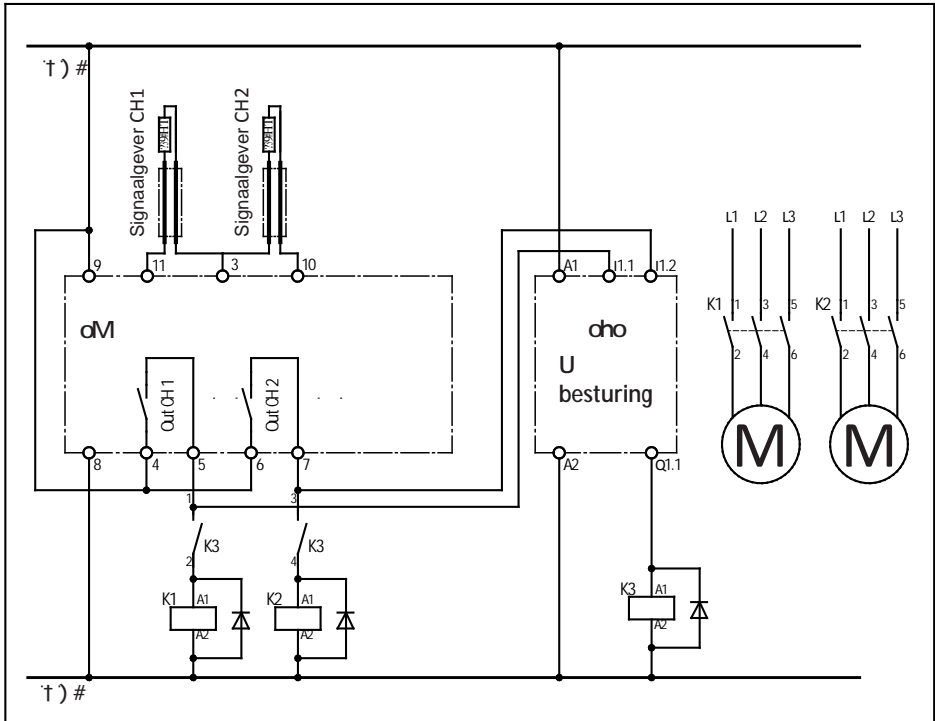 Signaalgever CH1
Signaalgever CH2
L1 L2 L3
L1 L2 L3
9 11 3 10
A1 I1.1 I1.2
K1 1 3 5
K2 1 3 5
2 4 6
2 4 6
U
besturing
Out CH1
Out CH2
M
M
8 4 5 6 7
A2 Q1.1
1
3
K3
K3
2
4
K1 A1
A2
K2 A1
A2
K3 A1
A2